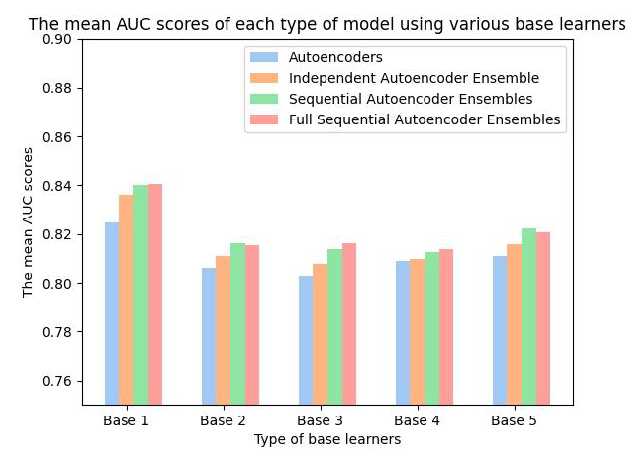 The mean AUC scores of each type of model using various base learners
0.90
0.88
0.86
0.84
0.82
0.80
0.78
0.76
The mean AUC scores
Autoencoders
Independent Autoencoder Ensemble
Sequential Autoencoder Ensembles
Full Sequential Autoencoder Ensembles
Base 1 Base 2 Base 3 Base 4 Base 5
Type of base learners